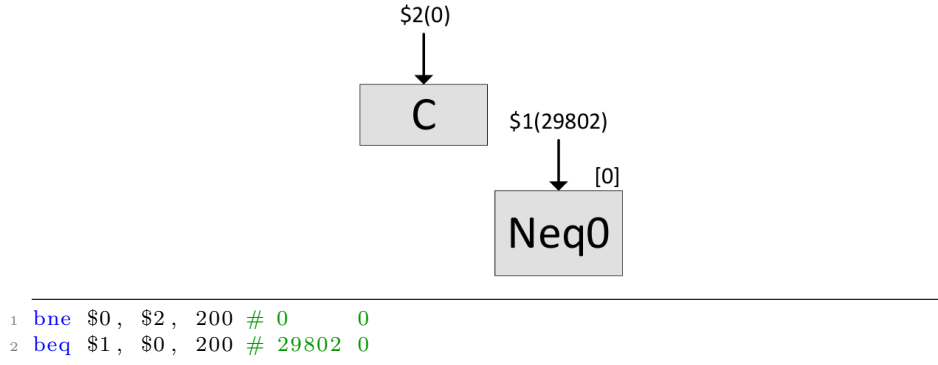 $2(0)
C
$1(29802)
[0]
Neq0
1 bne $0, $2, 200 # 0 0
2 beq $1, $0, 200 # 29802 0